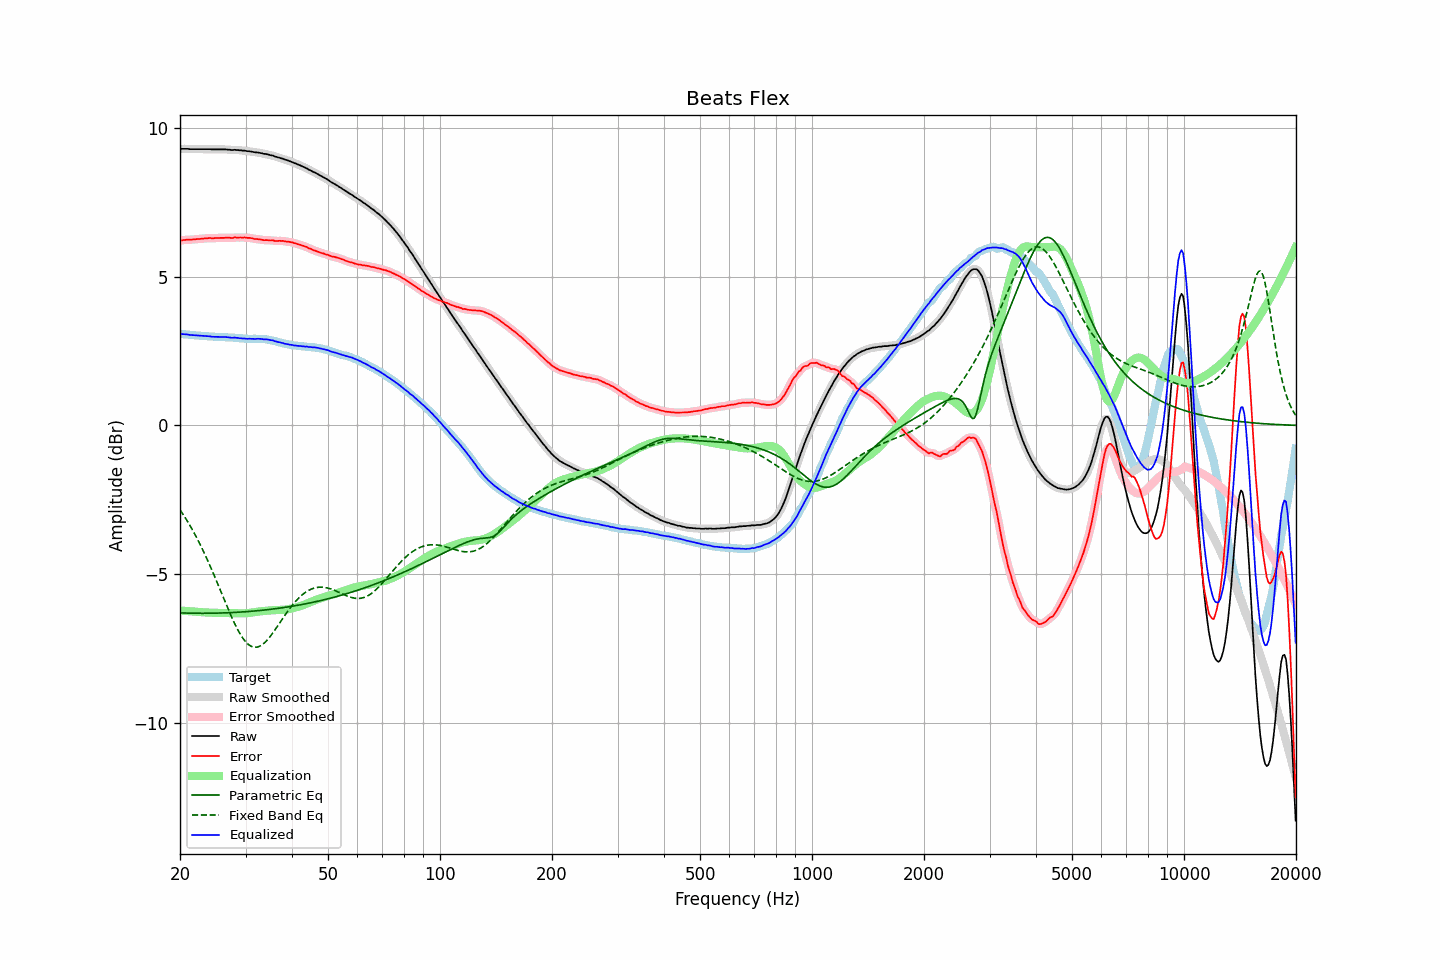 Beats Flex
Amplitude (dBr)
10
5
0
−5
−10
Target
Raw Smoothed
Error Smoothed
Raw
Error
Equalization
Parametric Eq
Fixed Band Eq
Equalized
20 50 100 200 500 1000 2000 5000 10000 20000
Frequency (Hz)